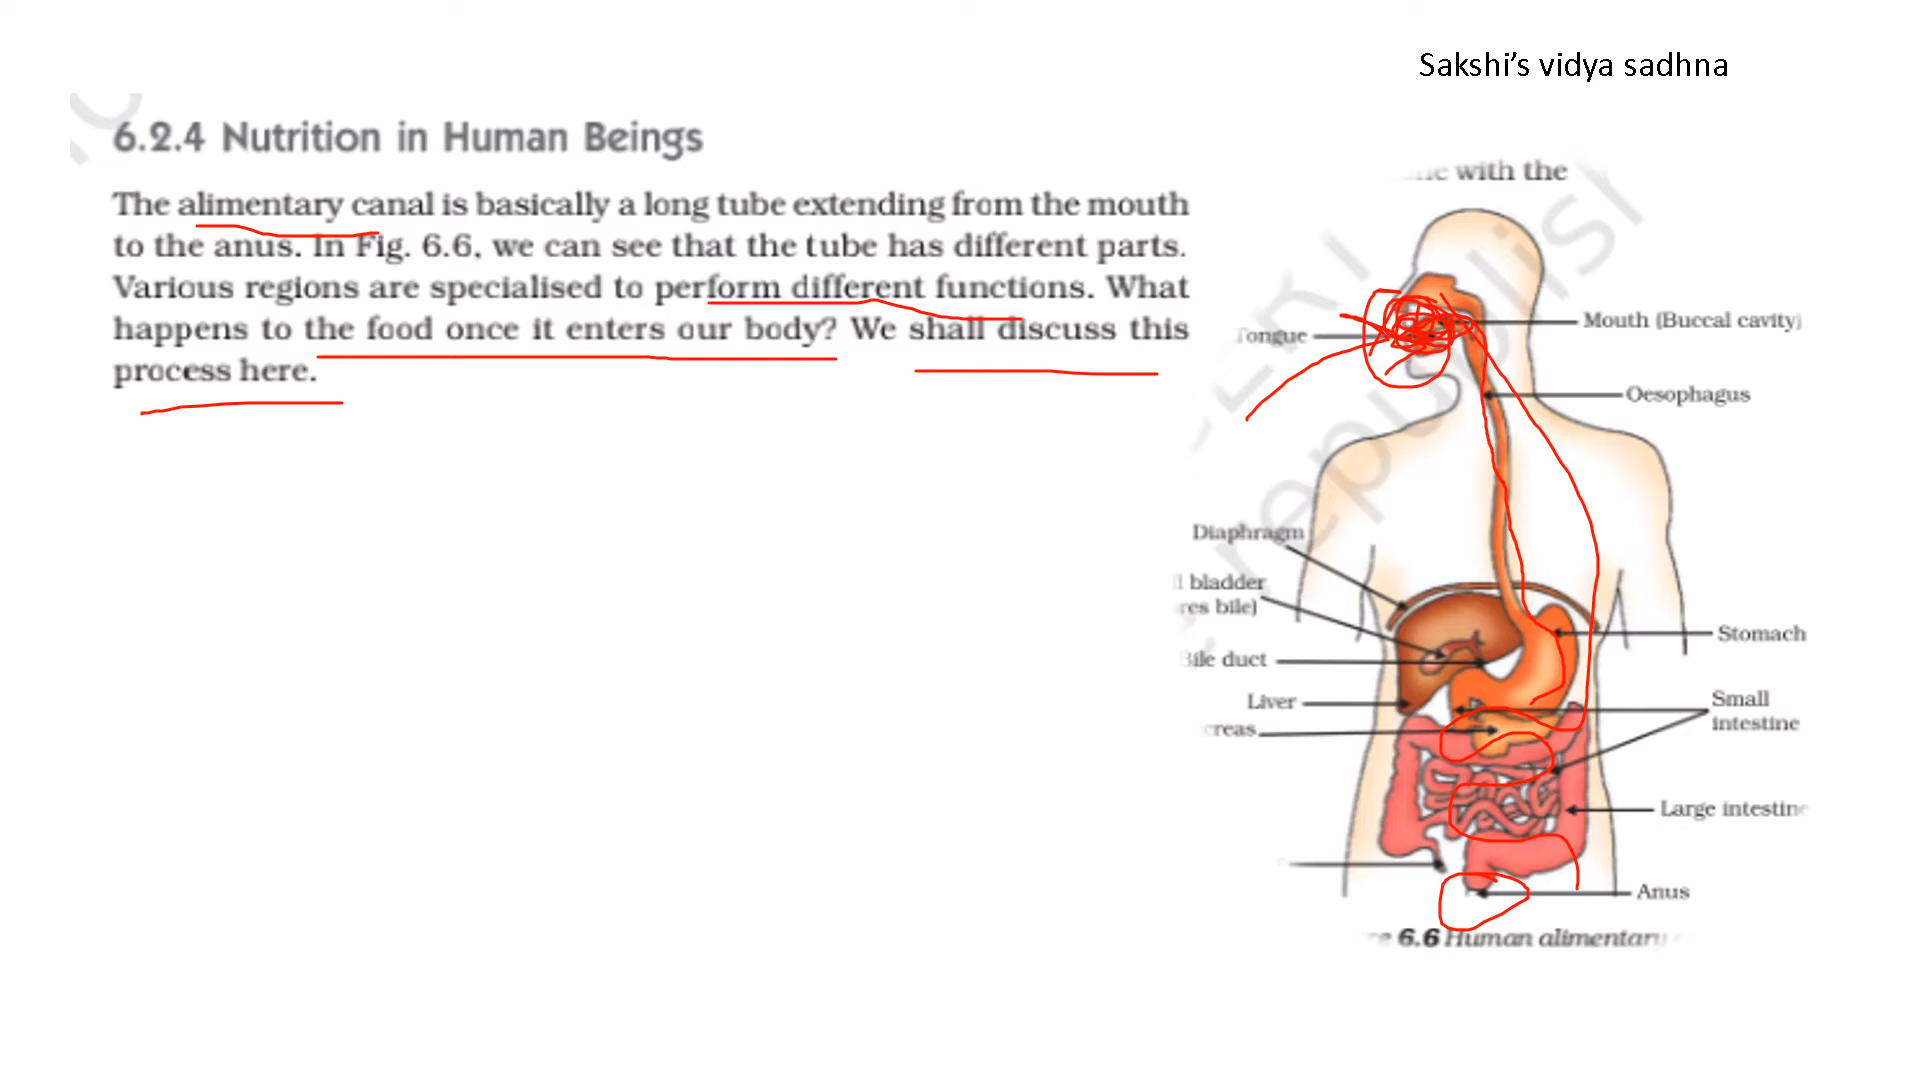 Sakshi's vidya sadhna
6.2.4 Nutrition in Human Beings
The alimentary canal is basically a long tube extending from the mouth
to the anus. In Fig. 6.6, we can see that the tube has different parts.
Various regions are specialised to perform different functions. What
happens to the food once it enters our body? We shall discuss this
process here.
with the
Tongue
Mouth (Buccal cavity)
Oesophagus
Diaphragm
bladder
res bile)
Stomach
Bile duct
Liver
Small
intestine
creas
Large intestine
Anus
6.6 Human alimentary
republis